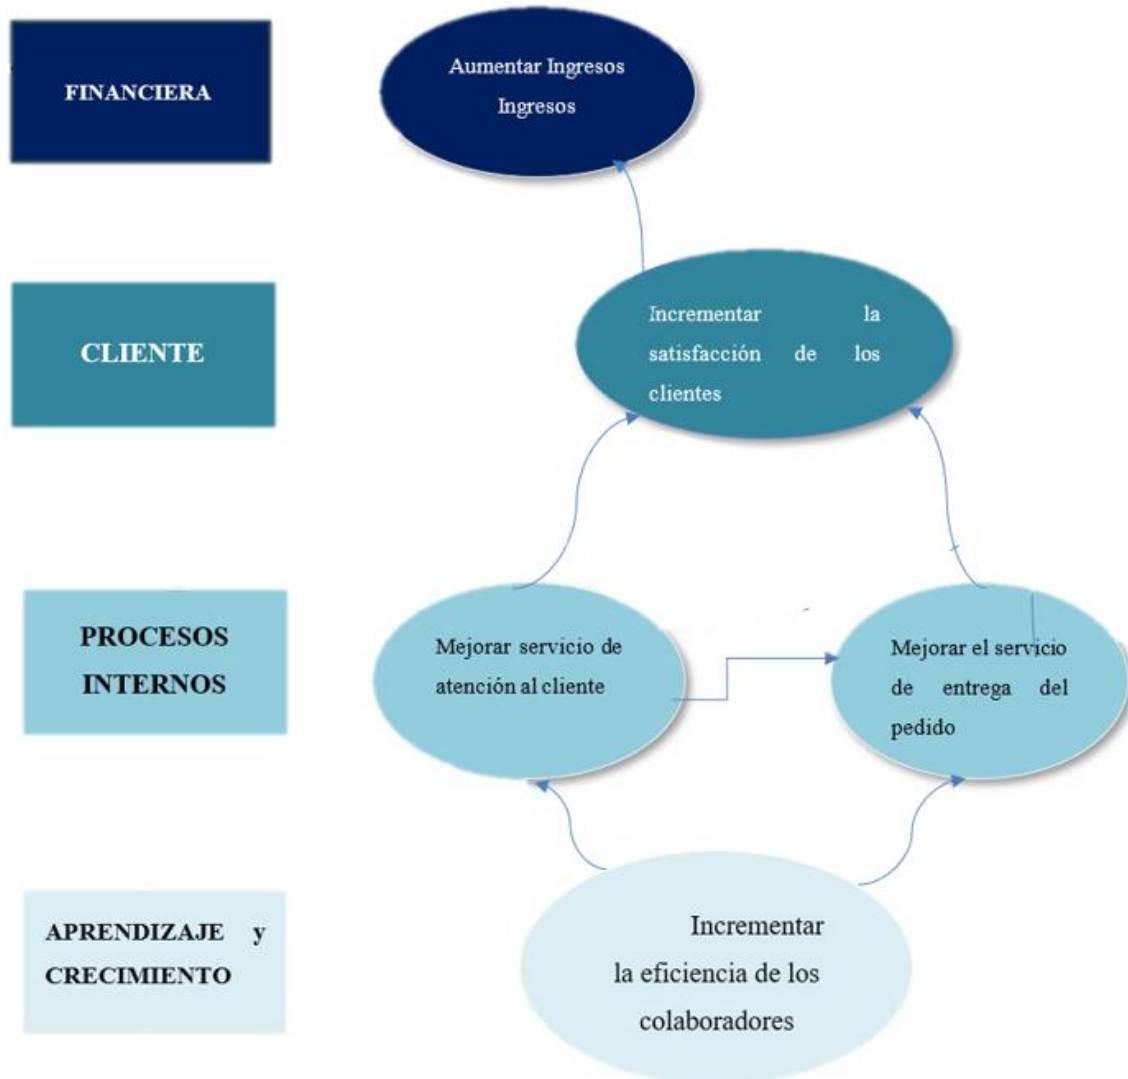 FINANCIERA
Aumentar Ingresos
Ingresos
CLIENTE
Incrementar la
satisfacción de los
clientes
PROCESOS
INTERNOS
Mejorar servicio de
atención al cliente
Mejorar el servicio
de entrega del
pedido
APRENDIZAJE y
CRECIMIENTO
Incrementar
la eficiencia de los
colaboradores